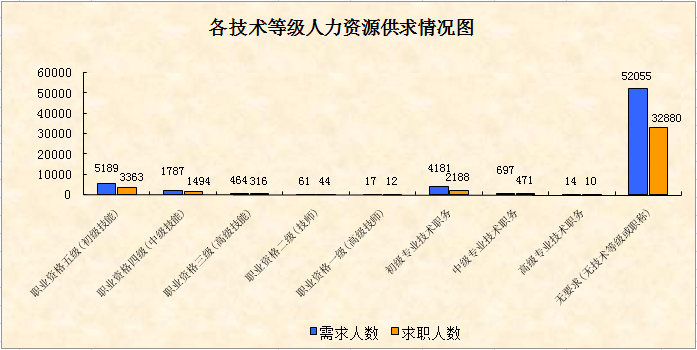 各技术等级人力资源供求情况图
60000
50000
40000
30000
20000
10000
0
5189
3363
1787
1494
464
316
61
44
17
12
4181
2188
697
471
14
10
52055
32880
职业资格五级(初级技能)
职业资格四级(中级技能)
职业资格三级(高级技能)
职业资格二级(技师)
职业资格一级(高级技师)
初级专业技术职务
中级专业技术职务
高级专业技术职务
无要求(无技术等级或职称)
需求人数
求职人数